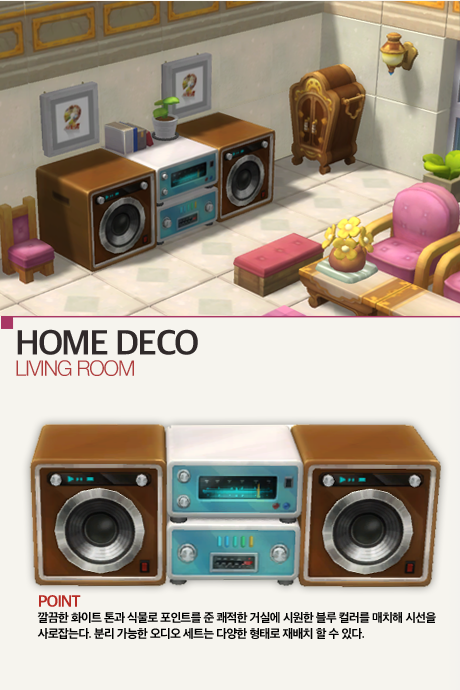 2
2
HOME DECO
LIVING ROOM
POINT
깔끔한 화이트 톤과 식물로 포인트를 준 쾌적한 거실에 시원한 블루 컬러를 매치해 시선을
사로잡는다. 분리 가능한 오디오 세트는 다양한 형태로 재배치 할 수 있다.